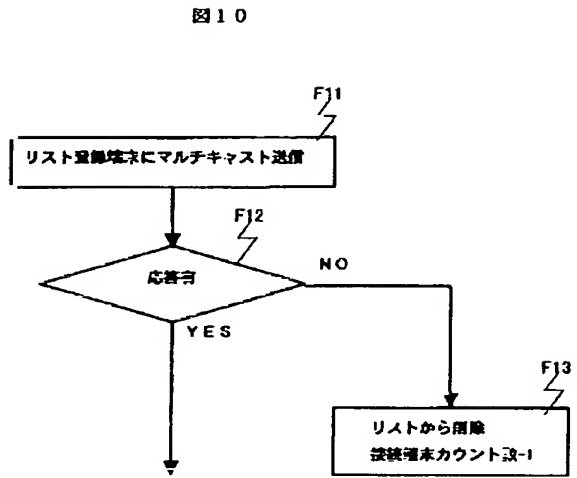 図10
F11
リスト登録端末にマルチキャスト送信
F12
応答有
NO
YES
F13
リストから削除
接続端末カウント数-1